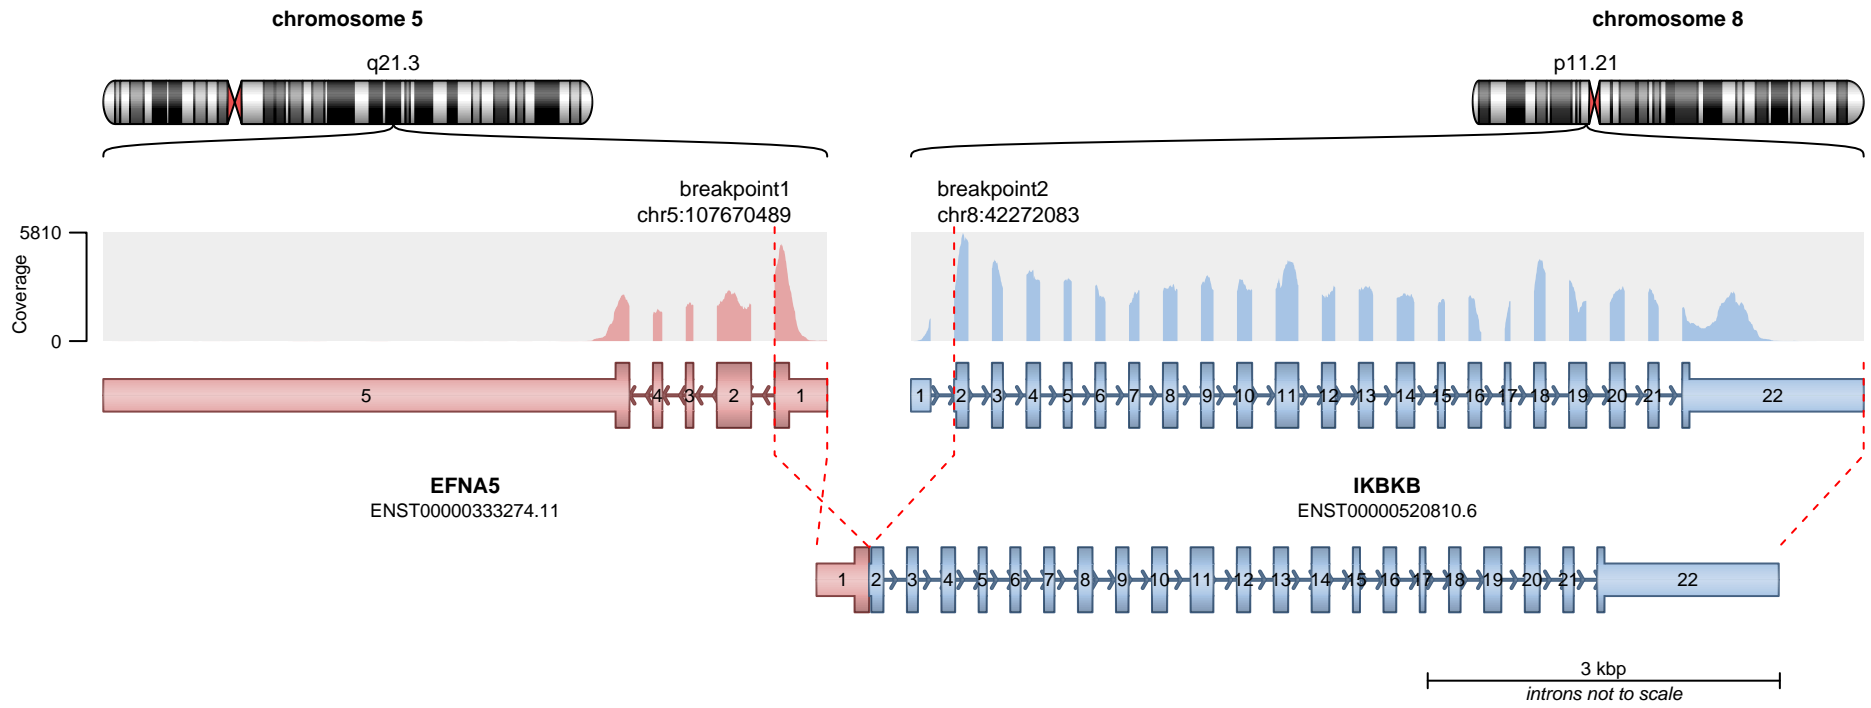 chromosome 5
chromosome 8
q21.3
p11.21
breakpoint1
chr5:107670489
breakpoint2
chr8:42272083
5810
Coverage
0
5 4 3 2 1
1 2 3 4 5 6 7 8 9 10 11 12 13 14 15 16 17 18 19 20 21 22
EFNA5
ENST00000333274.11
IKBKB
ENST00000520810.6
1 2 3 4 5 6 7 8 9 10 11 12 13 14 15 16 17 18 19 20 21 22
3 kbp
introns not to scale